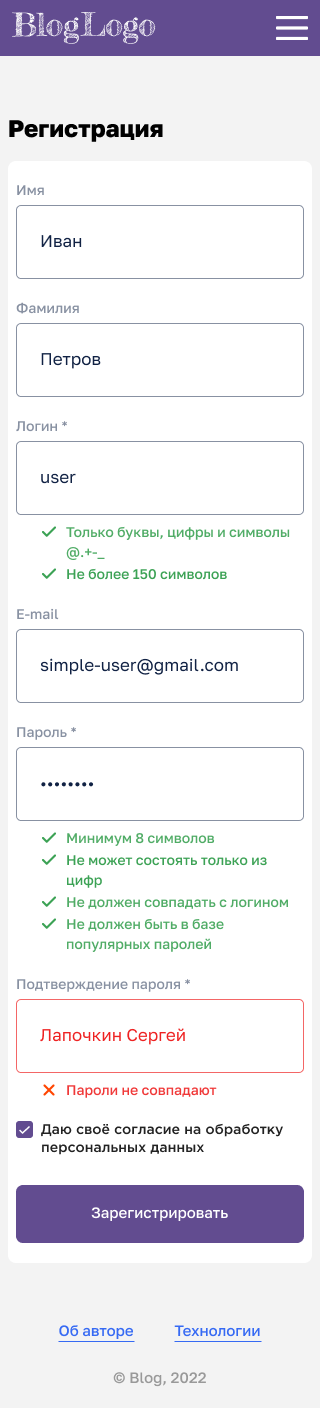 BlogLogo
Регистрация
Имя
Иван
Фамилия
Петров
Логин *
user
Только буквы, цифры и символы
@.+-_
Не более 150 символов
E-mail
simple-user@gmail.com
Пароль *
••••••••
Минимум 8 символов
Не может состоять только из
цифр
Не должен совпадать с логином
Не должен быть в базе
популярных паролей
Подтверждение пароля *
Лапочкин Сергей
Пароли не совпадают
Даю своё согласие на обработку
персональных данных
Зарегистрировать
Об авторе
Технологии
© Blog, 2022